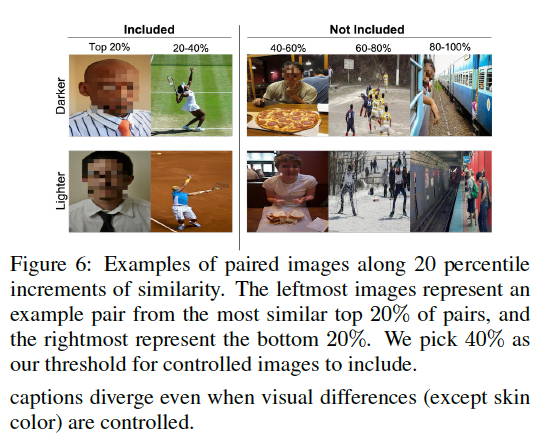 Included
Not Included
Top 20%
20-40%
40-60%
60-80%
80-100%
Darker
Lighter
Figure 6: Examples of paired images along 20 percentile
increments of similarity. The leftmost images represent an
example pair from the most similar top 20% of pairs, and
the rightmost represent the bottom 20%. We pick 40% as
our threshold for controlled images to include.
captions diverge even when visual differences (except skin
color) are controlled.